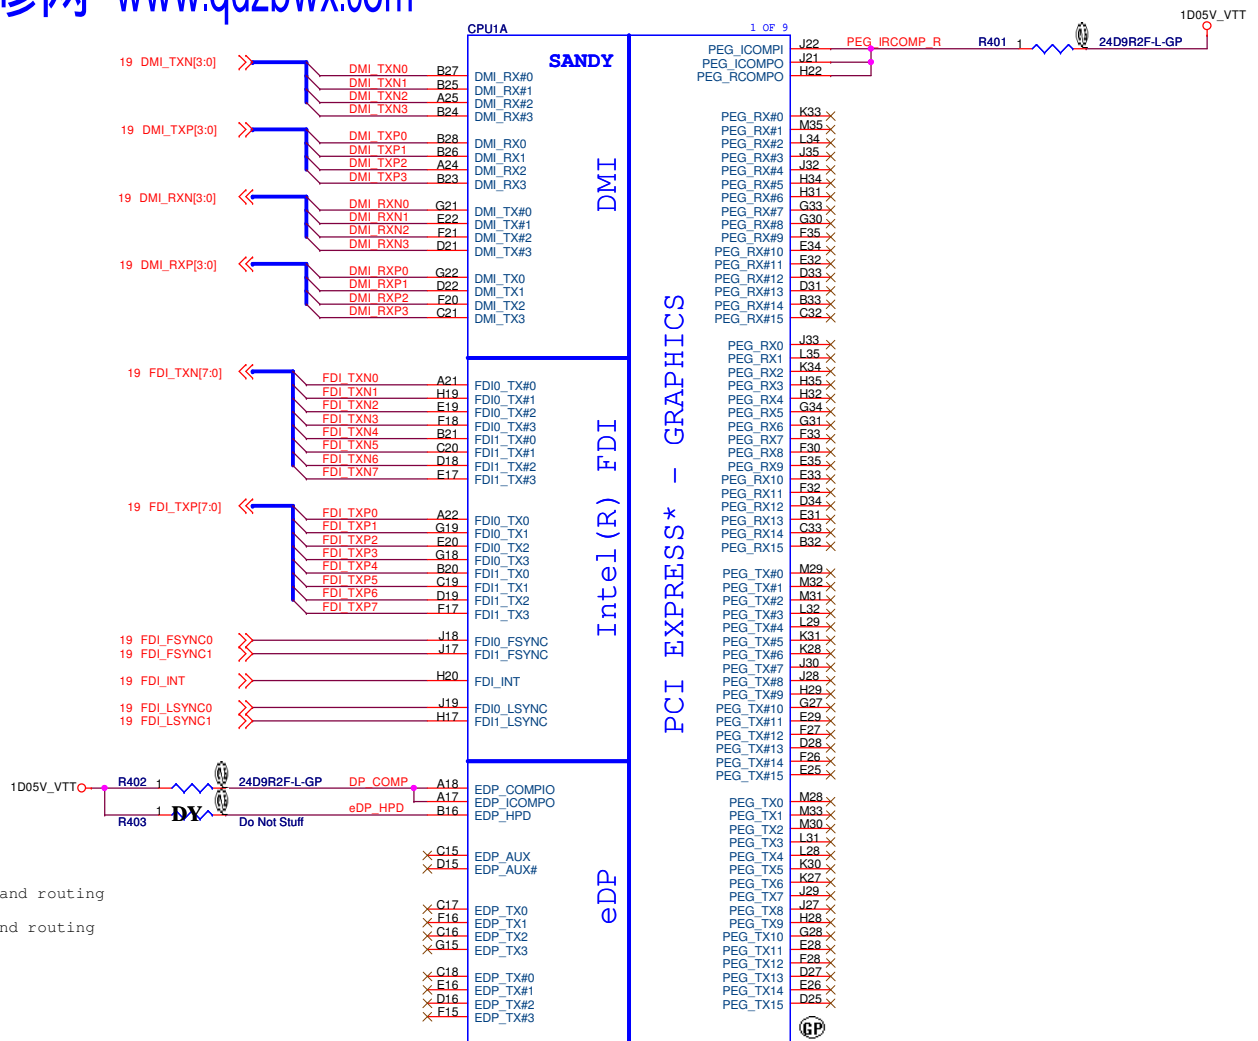 修网 www.qdzbwx.com
1D05V_VTT
CPU1A
1 OF 9
SANDY
DMI
Intel(R) FDI
eDP
PCI EXPRESS* - GRAPHICS
19 DMI_TXN[3:0]
DMI_TXN0 B27 DMI_RX#0
DMI_TXN1 B25 DMI_RX#1
DMI_TXN2 A25 DMI_RX#2
DMI_TXN3 B24 DMI_RX#3
19 DMI_TXP[3:0]
DMI_TXP0 B28 DMI_RX0
DMI_TXP1 B26 DMI_RX1
DMI_TXP2 A24 DMI_RX2
DMI_TXP3 B23 DMI_RX3
19 DMI_RXN[3:0]
DMI_RXN0 G21 DMI_TX#0
DMI_RXN1 E22 DMI_TX#1
DMI_RXN2 F21 DMI_TX#2
DMI_RXN3 D21 DMI_TX#3
19 DMI_RXP[3:0]
DMI_RXP0 G22 DMI_TX0
DMI_RXP1 D22 DMI_TX1
DMI_RXP2 F20 DMI_TX2
DMI_RXP3 C21 DMI_TX3
19 FDI_TXN[7:0]
FDI_TXN0 A21 FDI0_TX#0
FDI_TXN1 H19 FDI0_TX#1
FDI_TXN2 E19 FDI0_TX#2
FDI_TXN3 F18 FDI0_TX#3
FDI_TXN4 B21 FDI1_TX#0
FDI_TXN5 C20 FDI1_TX#1
FDI_TXN6 D18 FDI1_TX#2
FDI_TXN7 E17 FDI1_TX#3
19 FDI_TXP[7:0]
FDI_TXP0 A22 FDI0_TX0
FDI_TXP1 G19 FDI0_TX1
FDI_TXP2 E20 FDI0_TX2
FDI_TXP3 G18 FDI0_TX3
FDI_TXP4 B20 FDI1_TX0
FDI_TXP5 C19 FDI1_TX1
FDI_TXP6 D19 FDI1_TX2
FDI_TXP7 F17 FDI1_TX3
19 FDI_FSYNC0 J18 FDI0_FSYNC
19 FDI_FSYNC1 J17 FDI1_FSYNC
19 FDI_INT H20 FDI_INT
19 FDI_LSYNC0 J19 FDI0_LSYNC
19 FDI_LSYNC1 H17 FDI1_LSYNC
1D05V_VTT R402 1 24D9R2F-L-GP DP_COMP A18 EDP_COMPIO
A17 EDP_ICOMPO
R403 1 DY Do Not Stuff eDP_HPD B16 EDP_HPD
C15 EDP_AUX
D15 EDP_AUX#
and routing
nd routing
C17 EDP_TX0
F16 EDP_TX1
C16 EDP_TX2
G15 EDP_TX3
C18 EDP_TX#0
E16 EDP_TX#1
D16 EDP_TX#2
F15 EDP_TX#3
PEG_ICOMPI J22 PEG_IRCOMP_R R401 1 24D9R2F-L-GP
PEG_ICOMPO J21
PEG_RCOMPO H22
PEG_RX#0 K33
PEG_RX#1 M35
PEG_RX#2 L34
PEG_RX#3 J35
PEG_RX#4 J32
PEG_RX#5 H34
PEG_RX#6 H31
PEG_RX#7 G33
PEG_RX#8 G30
PEG_RX#9 F35
PEG_RX#10 E34
PEG_RX#11 E32
PEG_RX#12 D33
PEG_RX#13 D31
PEG_RX#14 B33
PEG_RX#15 C32
PEG_RX0 J33
PEG_RX1 L35
PEG_RX2 K34
PEG_RX3 H35
PEG_RX4 H32
PEG_RX5 G34
PEG_RX6 G31
PEG_RX7 F33
PEG_RX8 F30
PEG_RX9 E35
PEG_RX10 E33
PEG_RX11 F32
PEG_RX12 D34
PEG_RX13 E31
PEG_RX14 C33
PEG_RX15 B32
PEG_TX#0 M29
PEG_TX#1 M32
PEG_TX#2 M31
PEG_TX#3 L32
PEG_TX#4 L29
PEG_TX#5 K31
PEG_TX#6 K28
PEG_TX#7 J30
PEG_TX#8 J28
PEG_TX#9 H29
PEG_TX#10 G27
PEG_TX#11 E29
PEG_TX#12 F27
PEG_TX#13 D28
PEG_TX#14 F26
PEG_TX#15 E25
PEG_TX0 M28
PEG_TX1 M33
PEG_TX2 M30
PEG_TX3 L31
PEG_TX4 L28
PEG_TX5 K30
PEG_TX6 K27
PEG_TX7 J29
PEG_TX8 J27
PEG_TX9 H28
PEG_TX10 G28
PEG_TX11 E28
PEG_TX12 F28
PEG_TX13 D27
PEG_TX14 E26
PEG_TX15 D25
GP